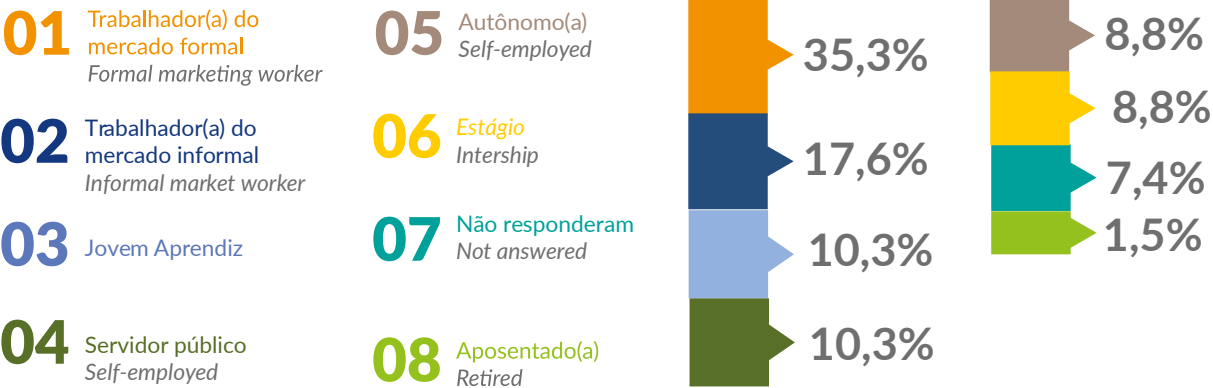 01
Trabalhador(a) do
mercado formal
Formal marketing worker
02
Trabalhador(a) do
mercado informal
Informal market worker
03
Jovem Aprendiz
04
Servidor público
Self-employed
05
Autônomo(a)
Self-employed
06
Estágio
Intership
07
Não responderam
Not answered
08
Aposentado(a)
Retired
35,3%
17,6%
10,3%
10,3%
8,8%
8,8%
7,4%
1,5%